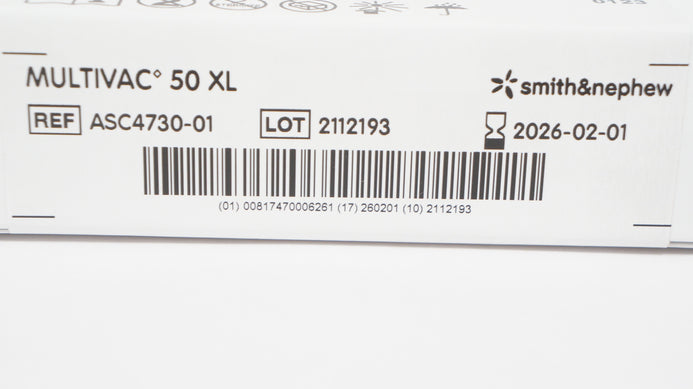 0123
MULTIVAC° 50 XL
smith&nephew
REF ASC4730-01
LOT 2112193
2026-02-01
(01) 00817470006261 (17) 260201 (10) 2112193